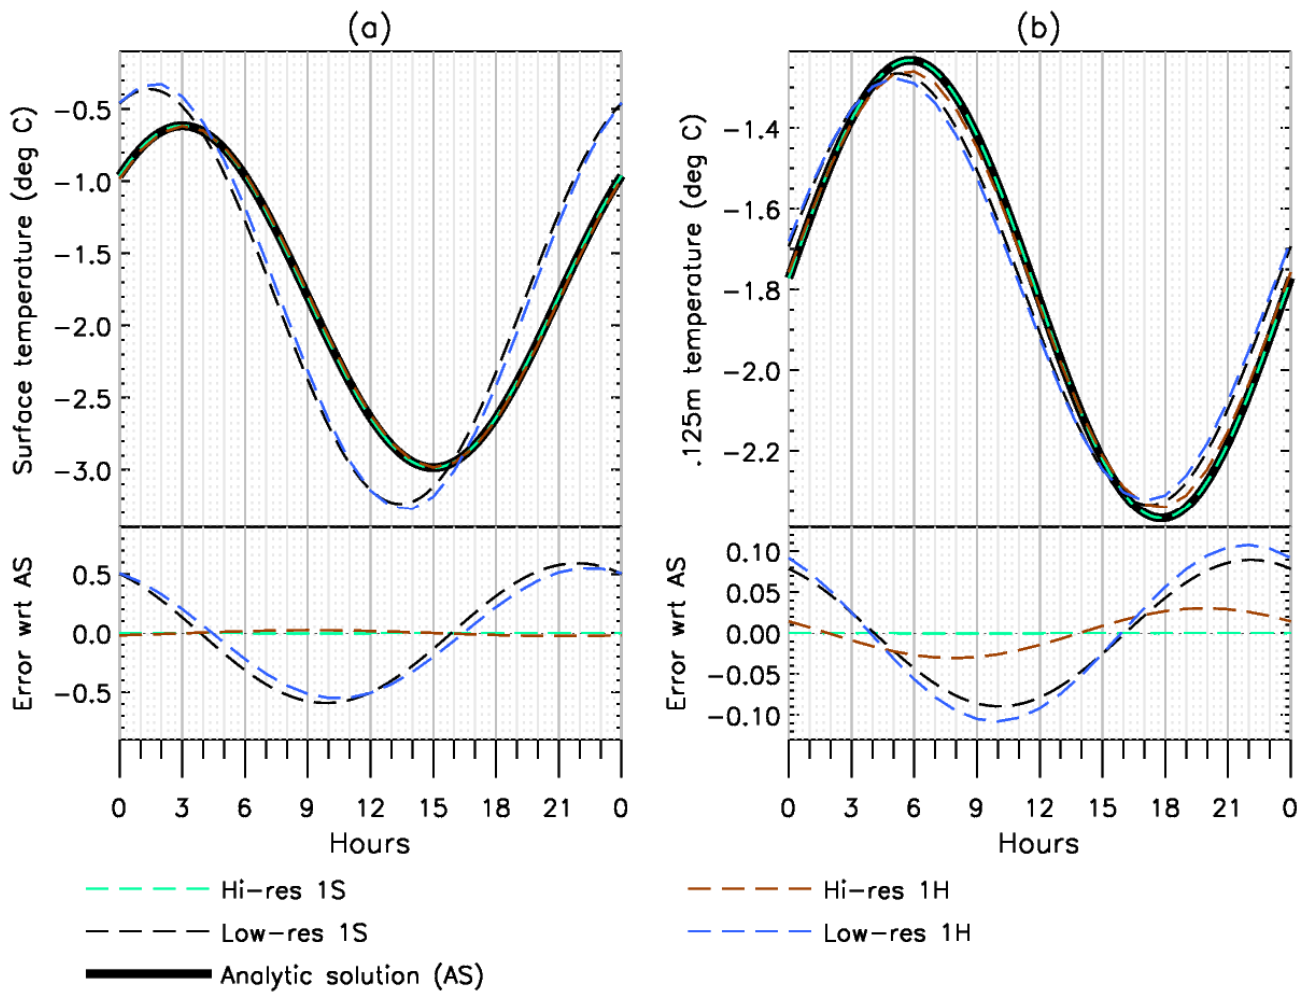 (a)
Surface temperature (deg C)
−0.5
−1.0
−1.5
−2.0
−2.5
−3.0
Error wrt AS
0.5
0.0
−0.5
0 3 6 9 12 15 18 21 0
Hours
(b)
.125m temperature (deg C)
−1.4
−1.6
−1.8
−2.0
−2.2
Error wrt AS
0.10
0.05
0.00
−0.05
−0.10
0 3 6 9 12 15 18 21 0
Hours
Hi−res 1S
Low−res 1S
Analytic solution (AS)
Hi−res 1H
Low−res 1H